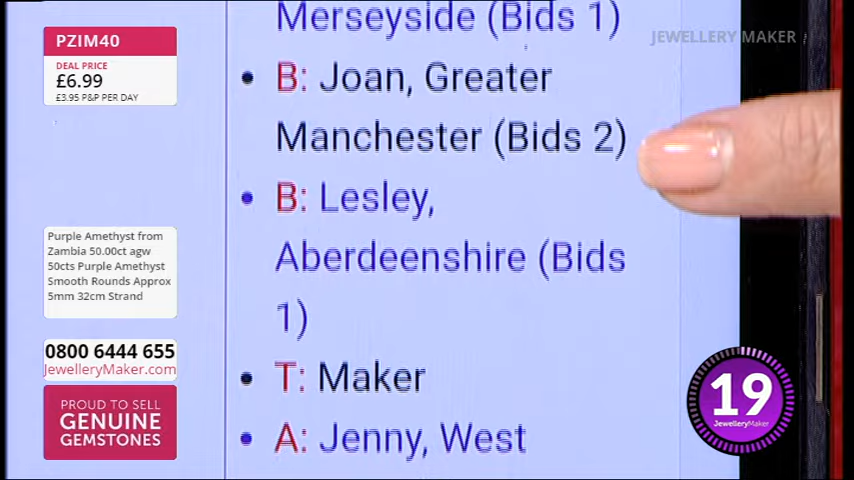 PZIM40
DEAL PRICE
£6.99
£3.95 P&P PER DAY
Purple Amethyst from
Zambia 50.00ct agw
50cts Purple Amethyst
Smooth Rounds Approx
5mm 32cm Strand
0800 6444 655
JewelleryMaker.com
PROUD TO SELL
GENUINE
GEMSTONES
Merseyside (Bids 1)
• B: Joan, Greater
Manchester (Bids 2)
• B: Lesley,
Aberdeenshire (Bids
1)
• T: Maker
• A: Jenny, West
JEWELLERY MAKER
19
JewelleryMaker